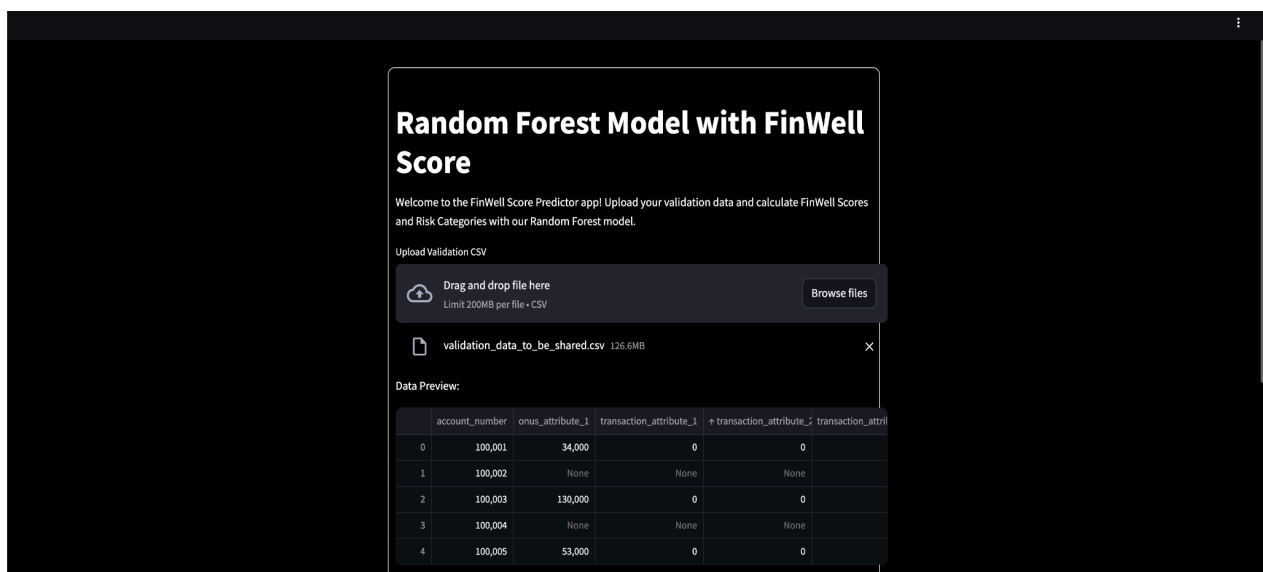 Random Forest Model with FinWell
Score
Welcome to the FinWell Score Predictor app! Upload your validation data and calculate FinWell Scores
and Risk Categories with our Random Forest model.
Upload Validation CSV
Drag and drop file here
Limit 200MB per file • CSV
Browse files
validation_data_to_be_shared.csv 126.6MB
Data Preview:
account_number onus_attribute_1 transaction_attribute_1 ↑ transaction_attribute_2 transaction_attri
0 100,001 34,000 0 0
1 100,002 None None None
2 100,003 130,000 0 0
3 100,004 None None None
4 100,005 53,000 0 0